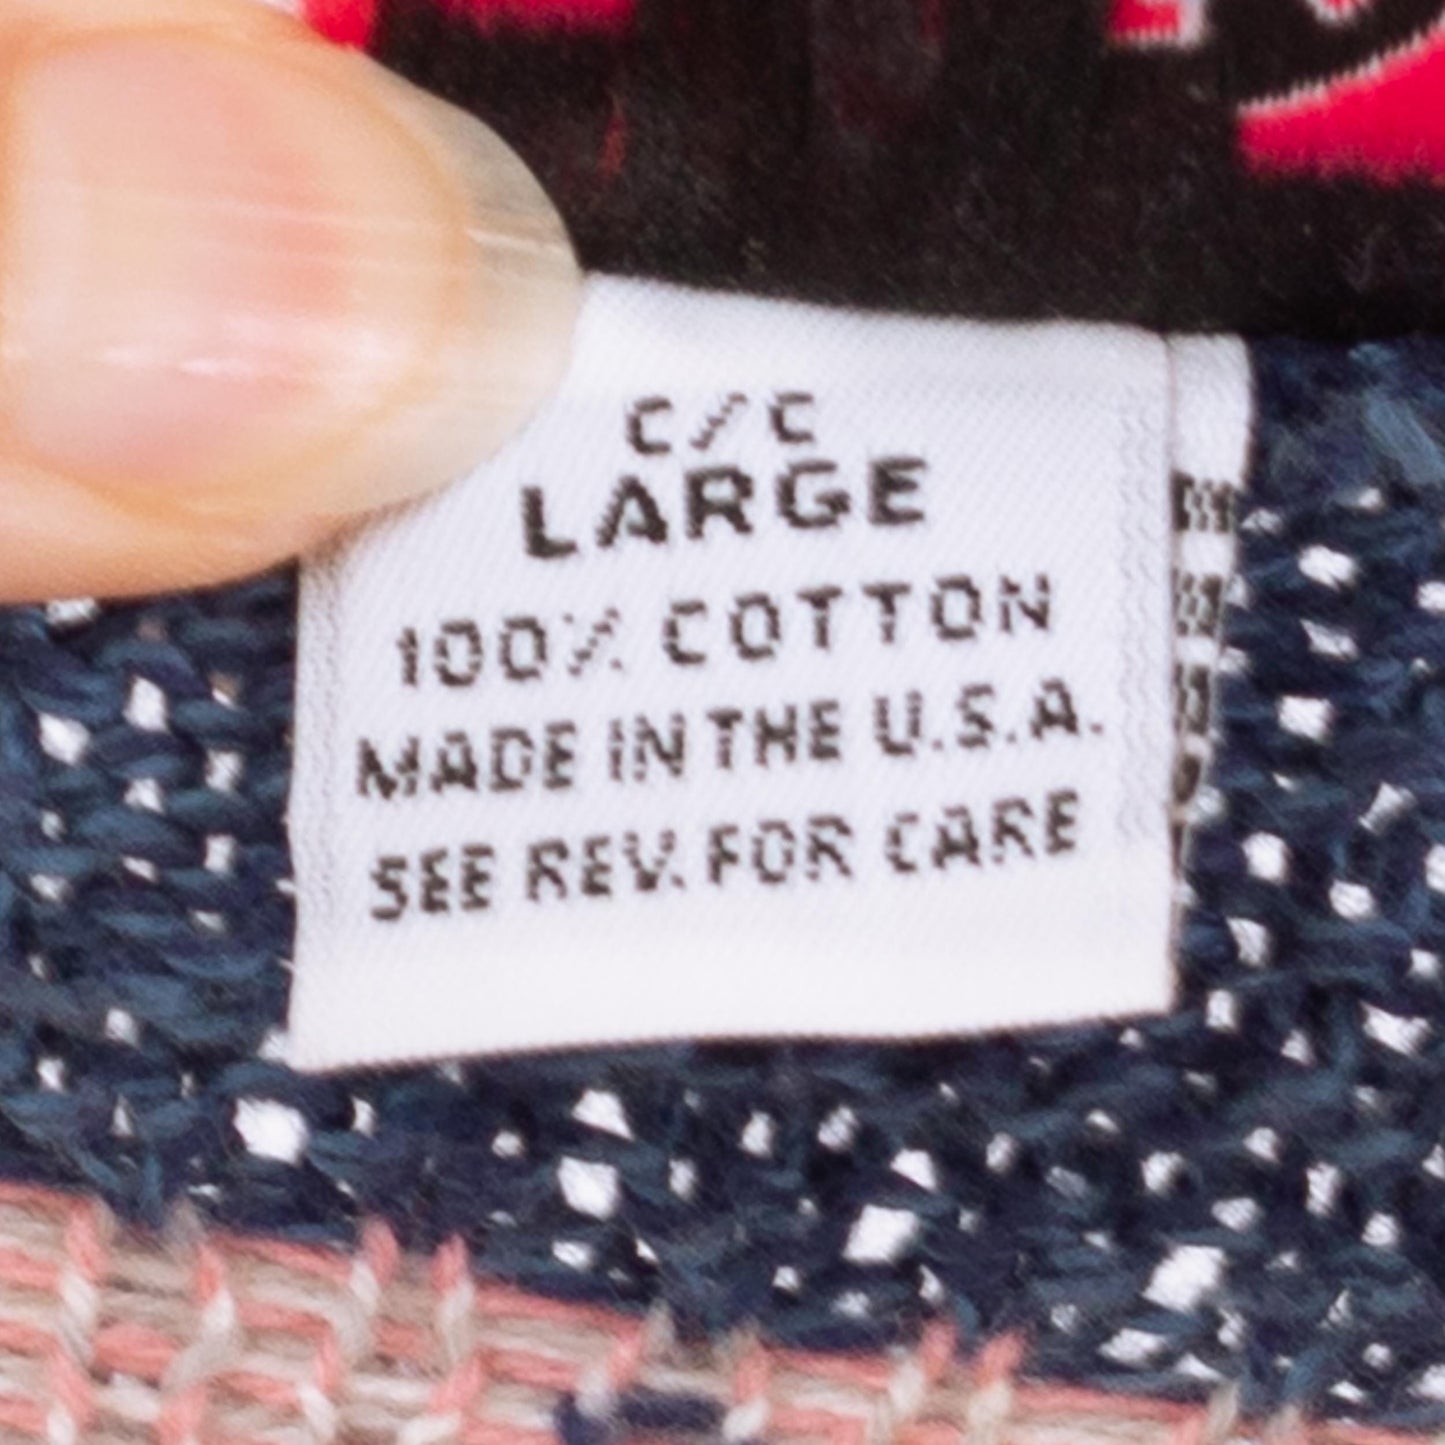 C/C
LARGE
100% COTTON
MADE IN THE U.S.A.
SEE REV. FOR CARE